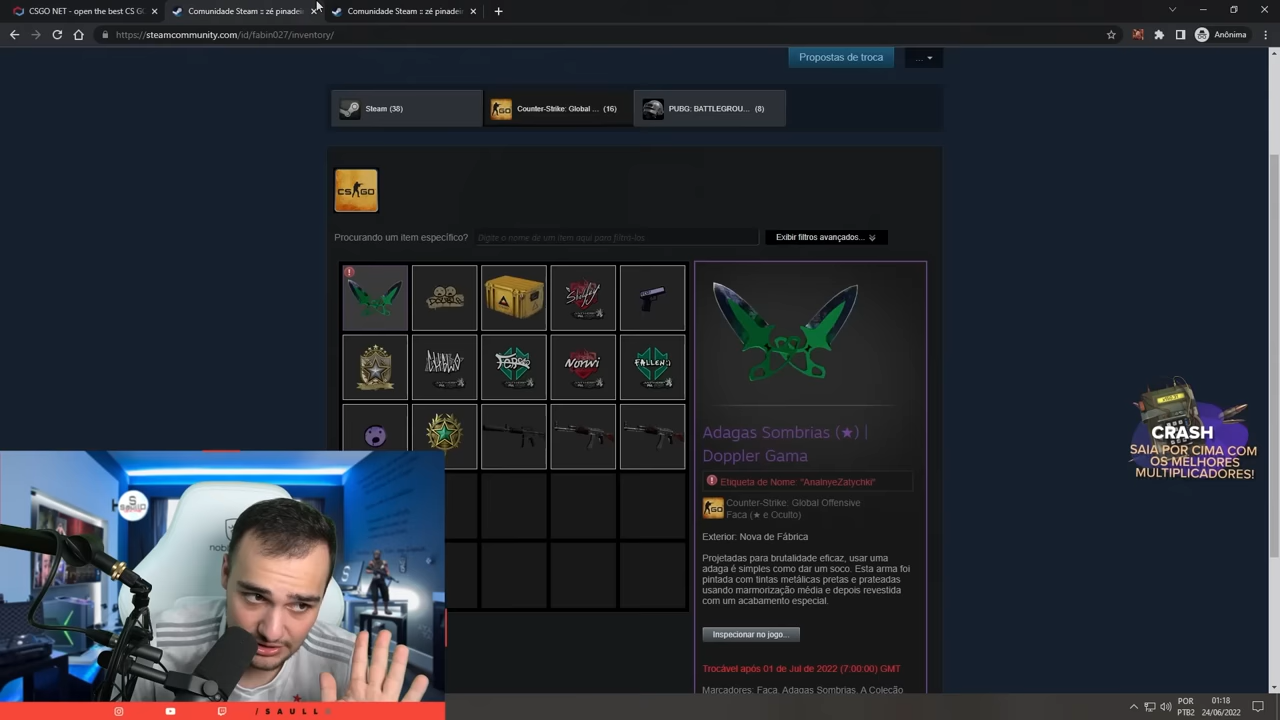 CSGO NET - open the best CS G
Comunidade Steam :: zé pinadei
Comunidade Steam :: zé pinadei
https://steamcommunity.com/id/fabin027/inventory/
Anônima
Propostas de troca
...
Steam (38)
Counter-Strike: Global ... (16)
PUBG: BATTLEGROU... (8)
CS GO
Procurando um item específico?
Digite o nome de um item aqui para filtrá-los
Exibir filtros avançados...
Adagas Sombrias (★) |
Doppler Gama
Etiqueta de Nome: "AnalnyeZatychki"
Counter-Strike: Global Offensive
Faca (★ e Oculto)
Exterior: Nova de Fábrica
Projetadas para brutalidade eficaz, usar uma
adaga é simples como dar um soco. Esta arma foi
pintada com tintas metálicas pretas e prateadas
usando marmorização média e depois revestida
com um acabamento especial.
Inspecionar no jogo...
Trocável após 01 de Jul de 2022 (7:00:00) GMT
Marcadores: Faca, Adagas Sombrias, A Coleção
CRASH
SAIA POR CIMA COM
OS MELHORES
MULTIPLICADORES!
/SAULL
POR
PTB2
01:18
24/06/2022